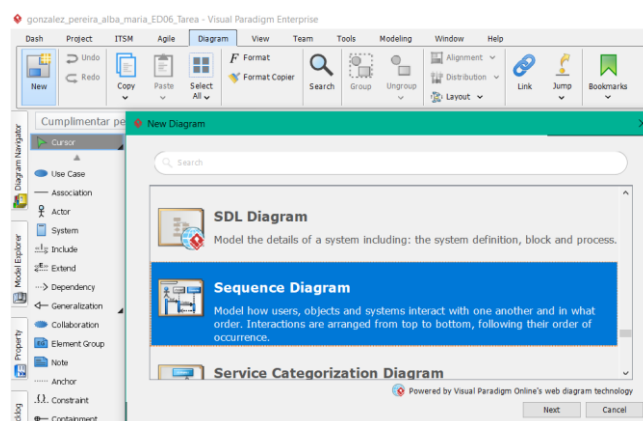 gonzalez_pereira_alba_maria_ED06_Tarea - Visual Paradigm Enterprise
Dash Project ITSM Agile Diagram View Team Tools Modeling Window Help
New
Undo
Redo
Copy
Paste
Select All
Format
Format Copier
Search
Group
Ungroup
Alignment
Distribution
Layout
Link
Jump
Bookmarks
Diagram Navigator
Model Explorer
Property
cklog
Cumplimentar pe
Cursor
Use Case
Association
Actor
System
Include
Extend
Dependency
Generalization
Collaboration
Element Group
Note
Anchor
Constraint
Containment
New Diagram
Search
SDL Diagram
Model the details of a system including: the system definition, block and process.
Sequence Diagram
Model how users, objects and systems interact with one another and in what
order. Interactions are arranged from top to bottom, following their order of
occurrence.
Service Categorization Diagram
Powered by Visual Paradigm Online's web diagram technology
Next Cancel